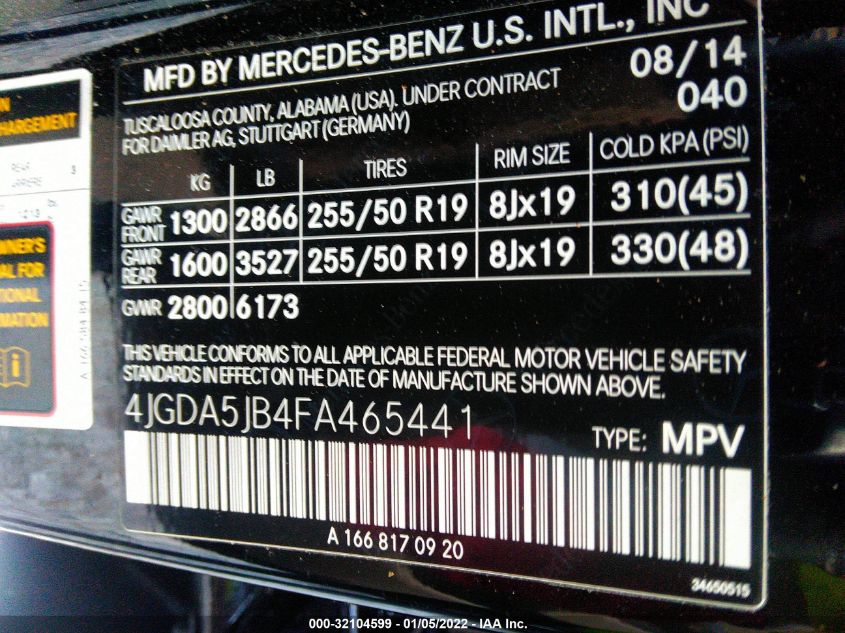 MFD BY MERCEDES-BENZ U.S. INTL., INC
TUSCALOOSA COUNTY, ALABAMA (USA). UNDER CONTRACT 08/14
FOR DAIMLER AG, STUTTGART (GERMANY) 040
KG LB TIRES RIM SIZE COLD KPA (PSI)
GAWR FRONT 1300 2866 255/50 R19 8Jx19 310(45)
GAWR REAR 1600 3527 255/50 R19 8Jx19 330(48)
GVWR 2800 6173
THIS VEHICLE CONFORMS TO ALL APPLICABLE FEDERAL MOTOR VEHICLE SAFETY
STANDARDS IN EFFECT ON THE DATE OF MANUFACTURE SHOWN ABOVE.
4JGDA5JB4FA465441
TYPE: MPV
A 166 817 09 20
34650515
REAR
000-32104599 - 01/05/2022 - IAA Inc.